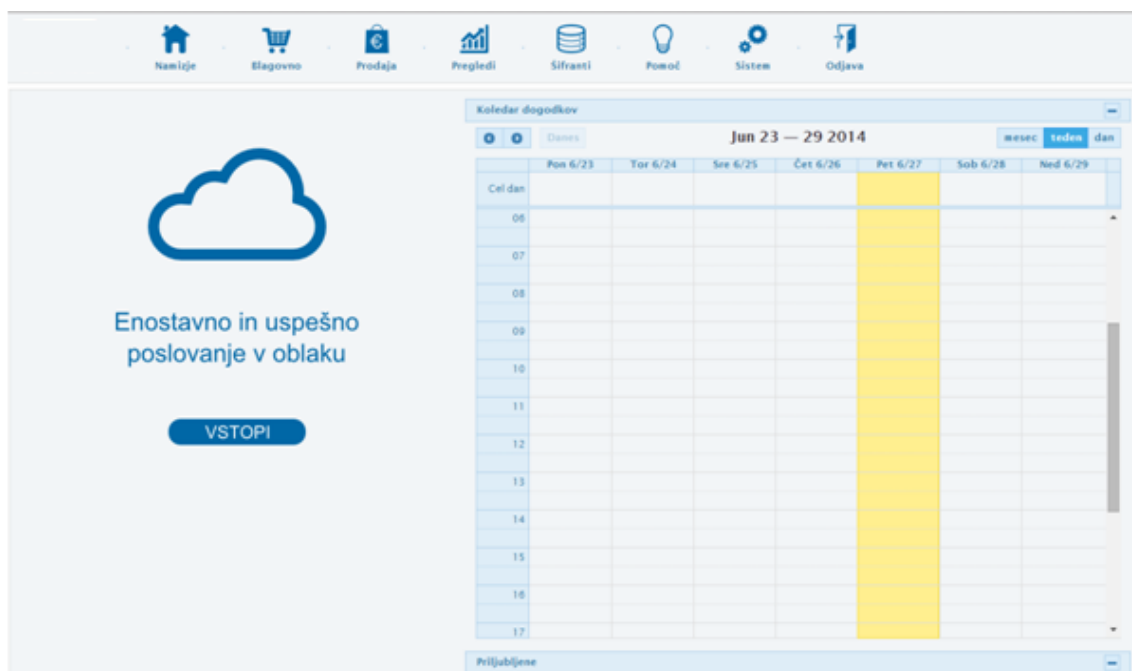 Namizje Blagovno Prodaja Pregledi Šifranti Pomoč Sistem Odjava
Enostavno in uspešno
poslovanje v oblaku
VSTOPI
Koledar dogodkov
Danes Jun 23 — 29 2014 mesec teden dan
Pon 6/23 Tor 6/24 Sre 6/25 Čet 6/26 Pet 6/27 Sob 6/28 Ned 6/29
Cel dan
06
07
08
09
10
11
12
13
14
15
16
17
Priljubljene